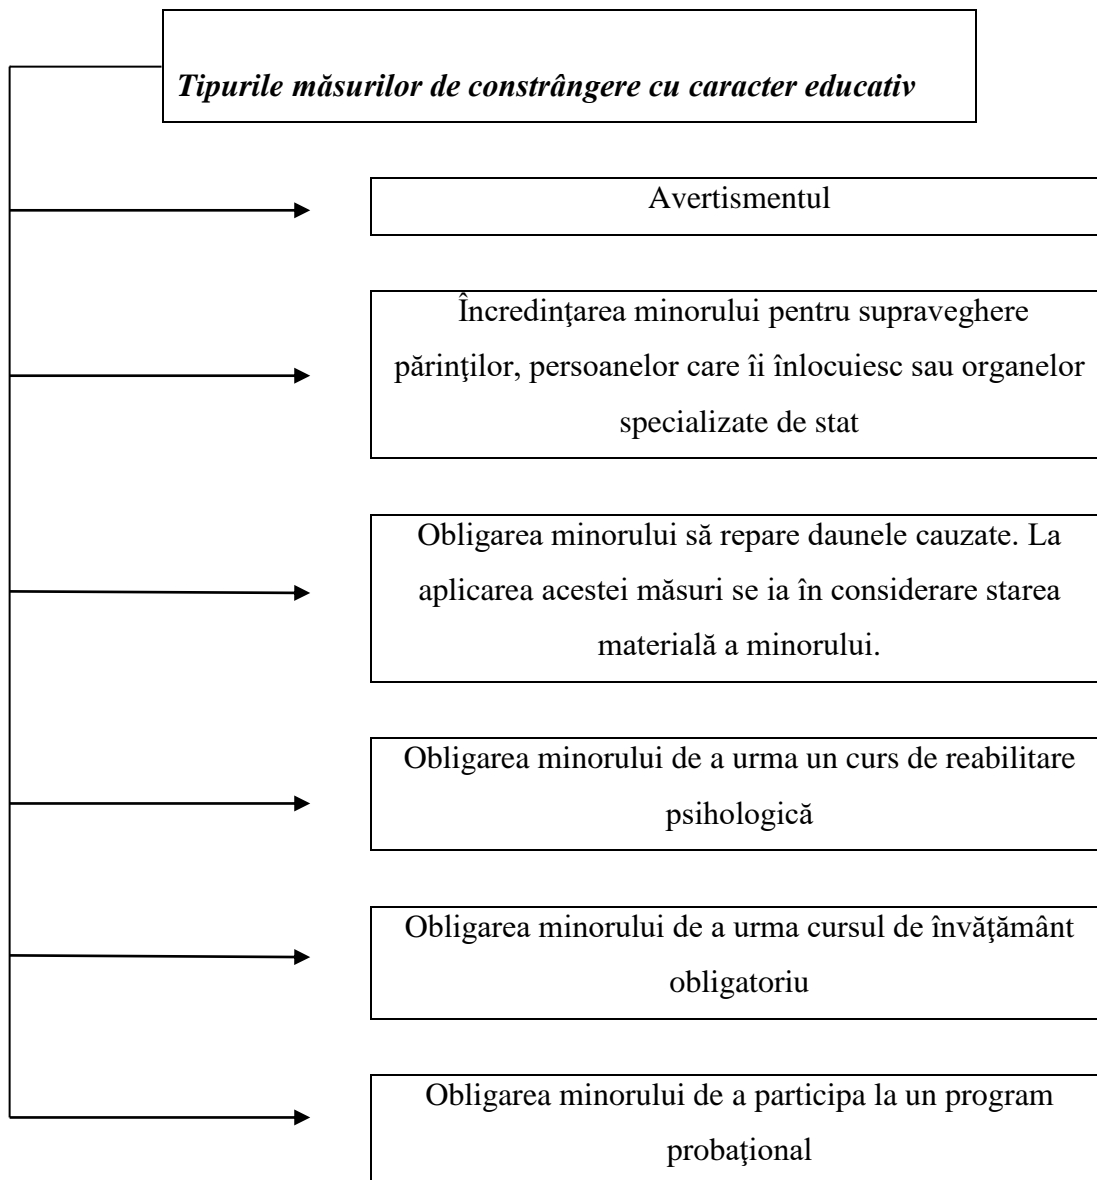 Tipurile măsurilor de constrângere cu caracter educativ
Avertismentul
Încredinţarea minorului pentru supraveghere
părinţilor, persoanelor care îi înlocuiesc sau organelor
specializate de stat
Obligarea minorului să repare daunele cauzate. La
aplicarea acestei măsuri se ia în considerare starea
materială a minorului.
Obligarea minorului de a urma un curs de reabilitare
psihologică
Obligarea minorului de a urma cursul de învăţământ
obligatoriu
Obligarea minorului de a participa la un program
probaţional